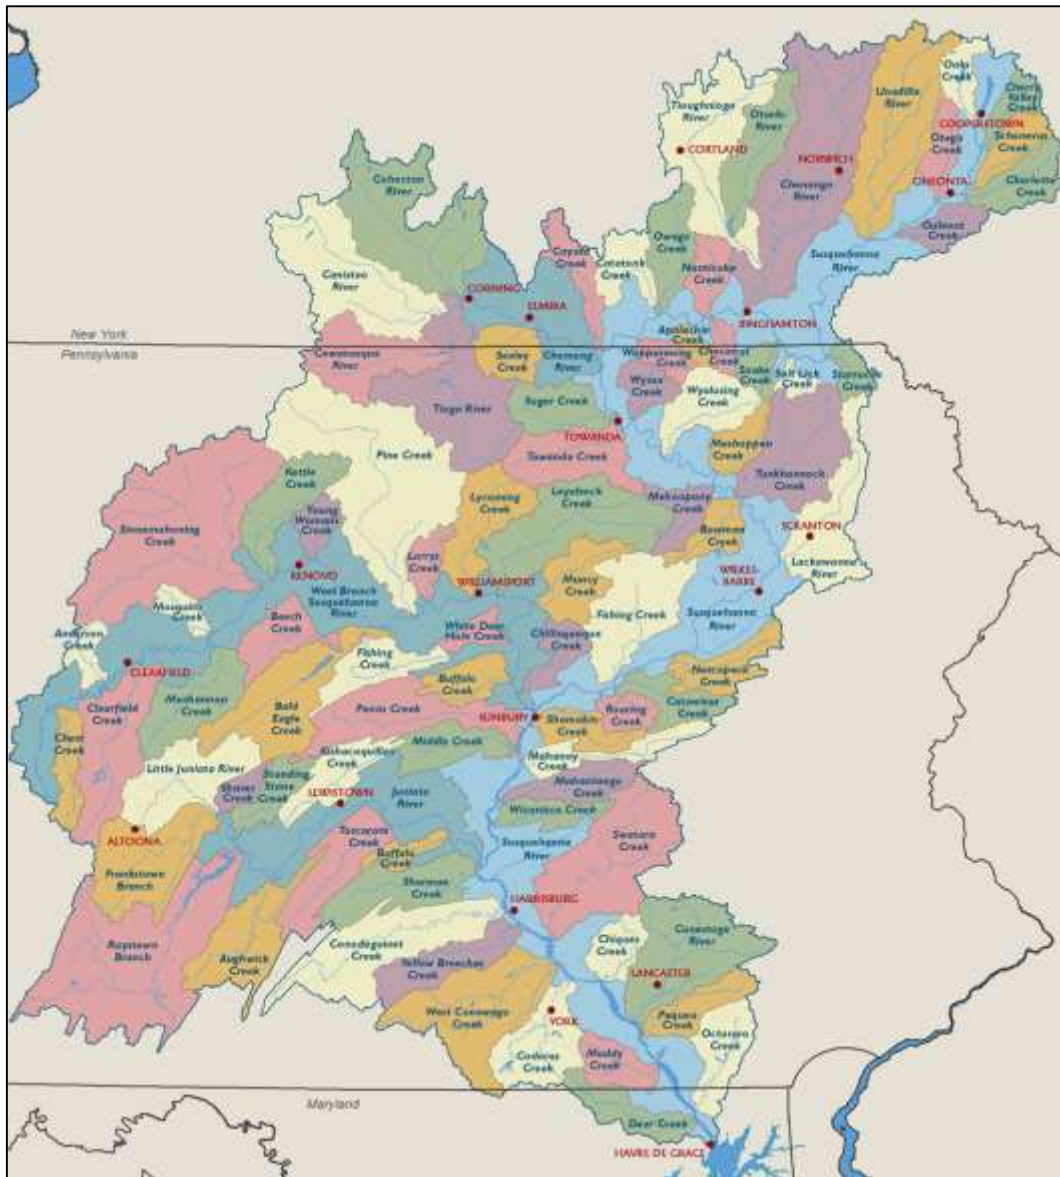 Oaks
Creek
Cherry
Valley
Creek
COOPERSTOWN
Schenevus
Creek
Unadilla
River
Otego
Creek
ONEONTA
Charlotte
Creek
Ouleout
Creek
Tioughnioga
River
Otselic
River
CORTLAND
NORWICH
Chenango
River
Susquehanna
River
Cohocton
River
Canisteo
River
CORNING
ELMIRA
Cayuta
Creek
Catatonk
Creek
Owego
Creek
Nanticoke
Creek
BINGHAMTON
New York
Pennsylvania
Cowanesque
River
Seeley
Creek
Chemung
River
Apalachin
Creek
Wappasening
Creek
Choconut
Creek
Snake
Creek
Salt Lick
Creek
Starrucca
Creek
Wysox
Creek
Wyalusing
Creek
Tioga River
Sugar Creek
TOWANDA
Towanda Creek
Meshoppen
Creek
Tunkhannock
Creek
Pine Creek
Kettle
Creek
Young
Womans
Creek
Sinnemahoning
Creek
Lycoming
Creek
Loyalsock
Creek
Mehoopany
Creek
Bowman
Creek
SCRANTON
Lackawanna
River
WILKES-
BARRE
Susquehanna
River
RENOVO
Larrys
Creek
WILLIAMSPORT
Muncy
Creek
Fishing Creek
West Branch
Susquehanna
River
Mosquito
Creek
Anderson
Creek
CLEARFIELD
Beech
Creek
White Deer
Hole Creek
Chillisquaque
Creek
Fishing
Creek
Buffalo
Creek
Nescopeck
Creek
Catawissa
Creek
Roaring
Creek
Shamokin
Creek
SUNBURY
Penns Creek
Moshannon
Creek
Bald
Eagle
Creek
Clearfield
Creek
Chest
Creek
Little Juniata River
Kishacoquillas
Creek
Middle Creek
Mahanoy
Creek
Mahantango
Creek
Wiconisco Creek
Shaver
Creek
Standing
Stone
Creek
LEWISTOWN
Juniata
River
ALTOONA
Frankstown
Branch
Tuscarora
Creek
Buffalo
Creek
Sherman
Creek
Susquehanna
River
Swatara
Creek
HARRISBURG
Raystown
Branch
Aughwick
Creek
Conodoguinet
Creek
Yellow Breeches
Creek
Chiques
Creek
Conestoga
River
LANCASTER
Pequea
Creek
Octoraro
Creek
West Conewago
Creek
YORK
Codorus
Creek
Muddy
Creek
Maryland
Deer Creek
HAVRE DE GRACE